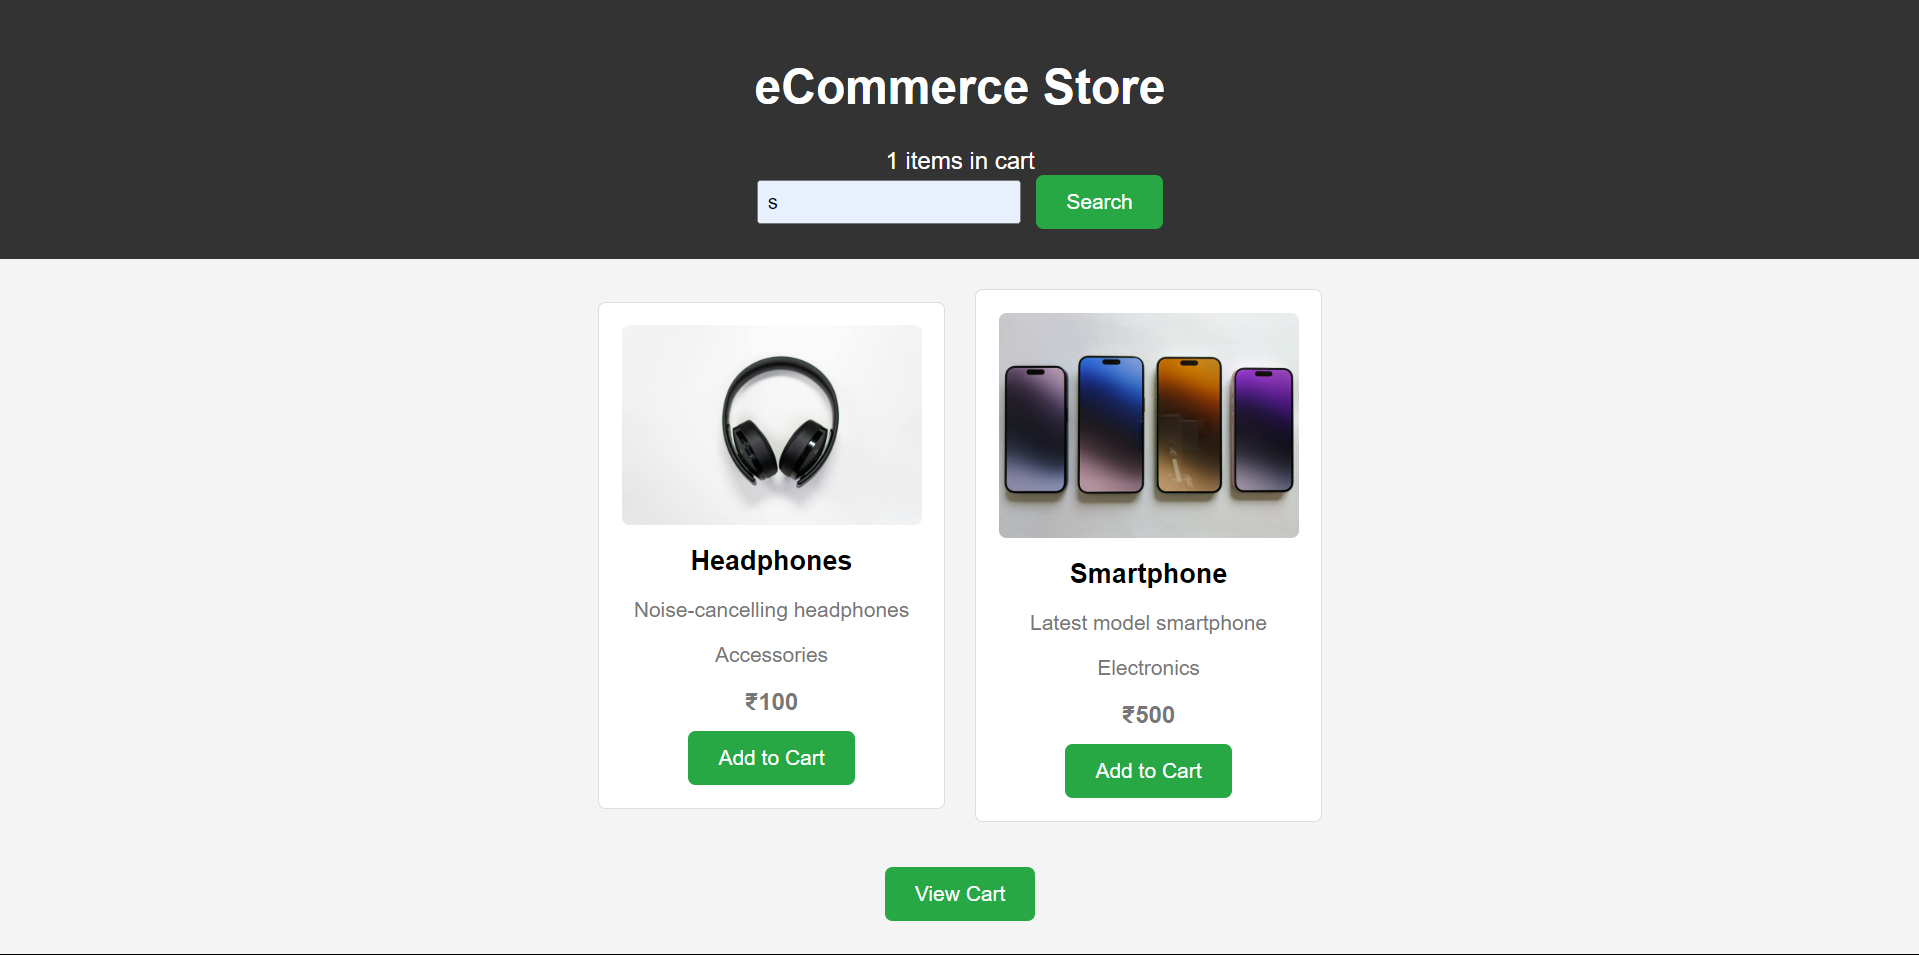 eCommerce Store
1 items in cart
s
Search
Headphones
Noise-cancelling headphones
Accessories
₹100
Add to Cart
Smartphone
Latest model smartphone
Electronics
₹500
Add to Cart
View Cart